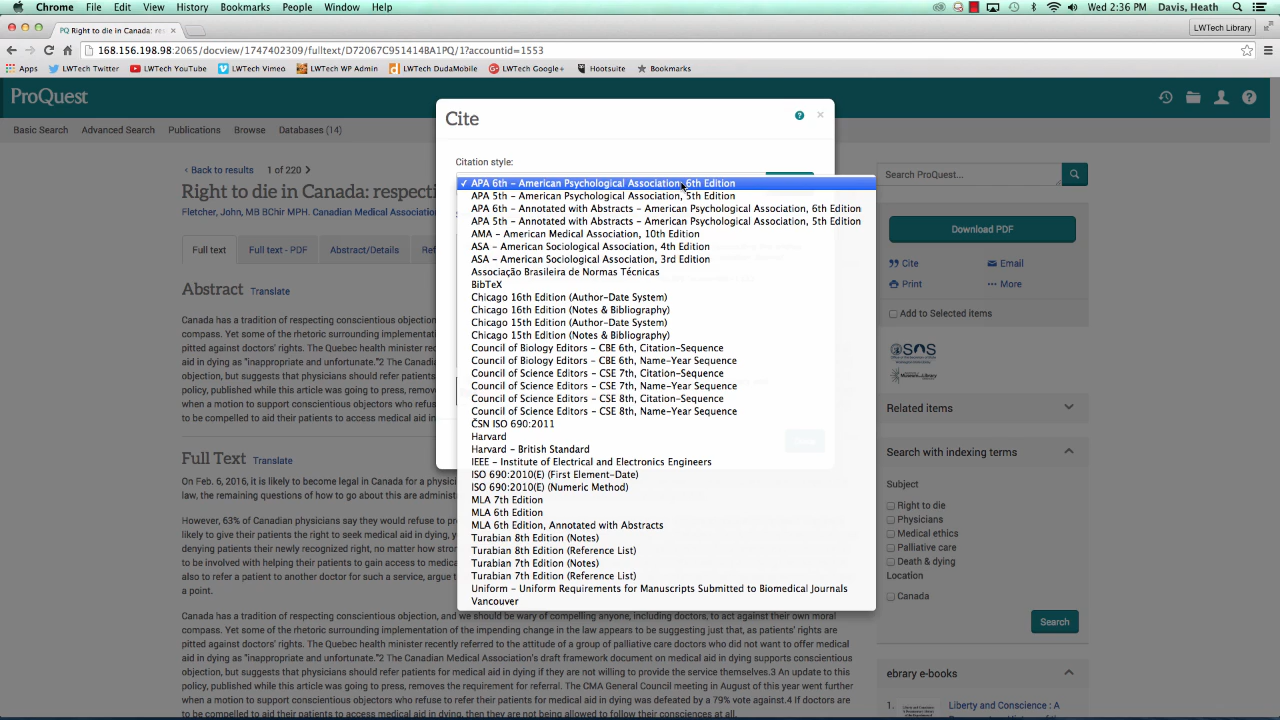 Chrome File Edit View History Bookmarks People Window Help Wed 2:36 PM Davis, Heath
PQ Right to die in Canada: res × LWTech Library
168.156.198.98:2065/docview/1747402309/fulltext/D72067C951414BA1PQ/1?accountid=1553
Apps LWTech Twitter LWTech YouTube LWTech Vimeo LWTech WP Admin LWTech DudaMobile LWTech Google+ Hootsuite Bookmarks
ProQuest
Basic Search Advanced Search Publications Browse Databases (14)
Cite
Citation style:
APA 6th – American Psychological Association, 6th Edition
APA 5th – American Psychological Association, 5th Edition
APA 6th – Annotated with Abstracts – American Psychological Association, 6th Edition
APA 5th – Annotated with Abstracts – American Psychological Association, 5th Edition
AMA – American Medical Association, 10th Edition
ASA – American Sociological Association, 4th Edition
ASA – American Sociological Association, 3rd Edition
Associação Brasileira de Normas Técnicas
BibTeX
Chicago 16th Edition (Author-Date System)
Chicago 16th Edition (Notes & Bibliography)
Chicago 15th Edition (Author-Date System)
Chicago 15th Edition (Notes & Bibliography)
Council of Biology Editors – CBE 6th, Citation-Sequence
Council of Biology Editors – CBE 6th, Name-Year Sequence
Council of Science Editors – CSE 7th, Citation-Sequence
Council of Science Editors – CSE 7th, Name-Year Sequence
Council of Science Editors – CSE 8th, Citation-Sequence
Council of Science Editors – CSE 8th, Name-Year Sequence
ČSN ISO 690:2011
Harvard
Harvard – British Standard
IEEE – Institute of Electrical and Electronics Engineers
ISO 690:2010(E) (First Element-Date)
ISO 690:2010(E) (Numeric Method)
MLA 7th Edition
MLA 6th Edition
MLA 6th Edition, Annotated with Abstracts
Turabian 8th Edition (Notes)
Turabian 8th Edition (Reference List)
Turabian 7th Edition (Notes)
Turabian 7th Edition (Reference List)
Uniform – Uniform Requirements for Manuscripts Submitted to Biomedical Journals
Vancouver
Back to results 1 of 220
Right to die in Canada: respecti
Fletcher, John, MB BChir MPH. Canadian Medical Association
Full text Full text - PDF Abstract/Details Ref
Abstract Translate
Canada has a tradition of respecting conscientious ob
compass. Yet some of the rhetoric surrounding implem
pitted against doctors' rights. The Quebec health minister
aid in dying as "inappropriate and unfortunate."2 The C
objection, but suggests that physicians should refer pati
policy, published while this article was going to press, rem
when a motion to support conscientious objectors who
to be compelled to aid their patients to access medical aid in
Full Text Translate
On Feb. 6, 2016, it is likely to become legal in Canada for a physic
law, the remaining questions of how to go about this are adminis
However, 63% of Canadian physicians say they would refuse to pr
likely to give their patients the right to seek medical aid in dying,
denying patients their newly recognized right, no matter how stron
to be involved with helping their patients to gain access to medical
also to refer a patient to another doctor for such a service, argue t
a point.
Canada has a tradition of respecting conscientious objection, and we should be wary of compelling anyone, including doctors, to act against their own moral
compass. Yet some of the rhetoric surrounding implementation of the impending change in the law appears to be suggesting just that, as patients' rights are
pitted against doctors' rights. The Quebec health minister recently referred to the attitude of a group of palliative care doctors who did not want to offer medical
aid in dying as "inappropriate and unfortunate."2 The Canadian Medical Association's draft framework document on medical aid in dying supports conscientious
objection, but suggests that physicians should refer patients on if they are not willing to provide the service themselves.3 An update to this
policy, published while this article was going to press, removes the requirement for referral. The CMA General Council meeting in August of this year went further
when a motion to support conscientious objectors who refuse to refer their patients for medical aid in dying was defeated by a 79% vote against.4 If doctors are
to be compelled to aid their patients to access medical aid in dying, then they are not being allowed to follow their consciences at all.
Search ProQuest...
Download PDF
Cite Email
Print More
Add to Selected items
Related items
Search with indexing terms
Subject
Right to die
Physicians
Medical ethics
Palliative care
Death & dying
Location
Canada
Search
ebrary e-books
1. Liberty and Conscience : A